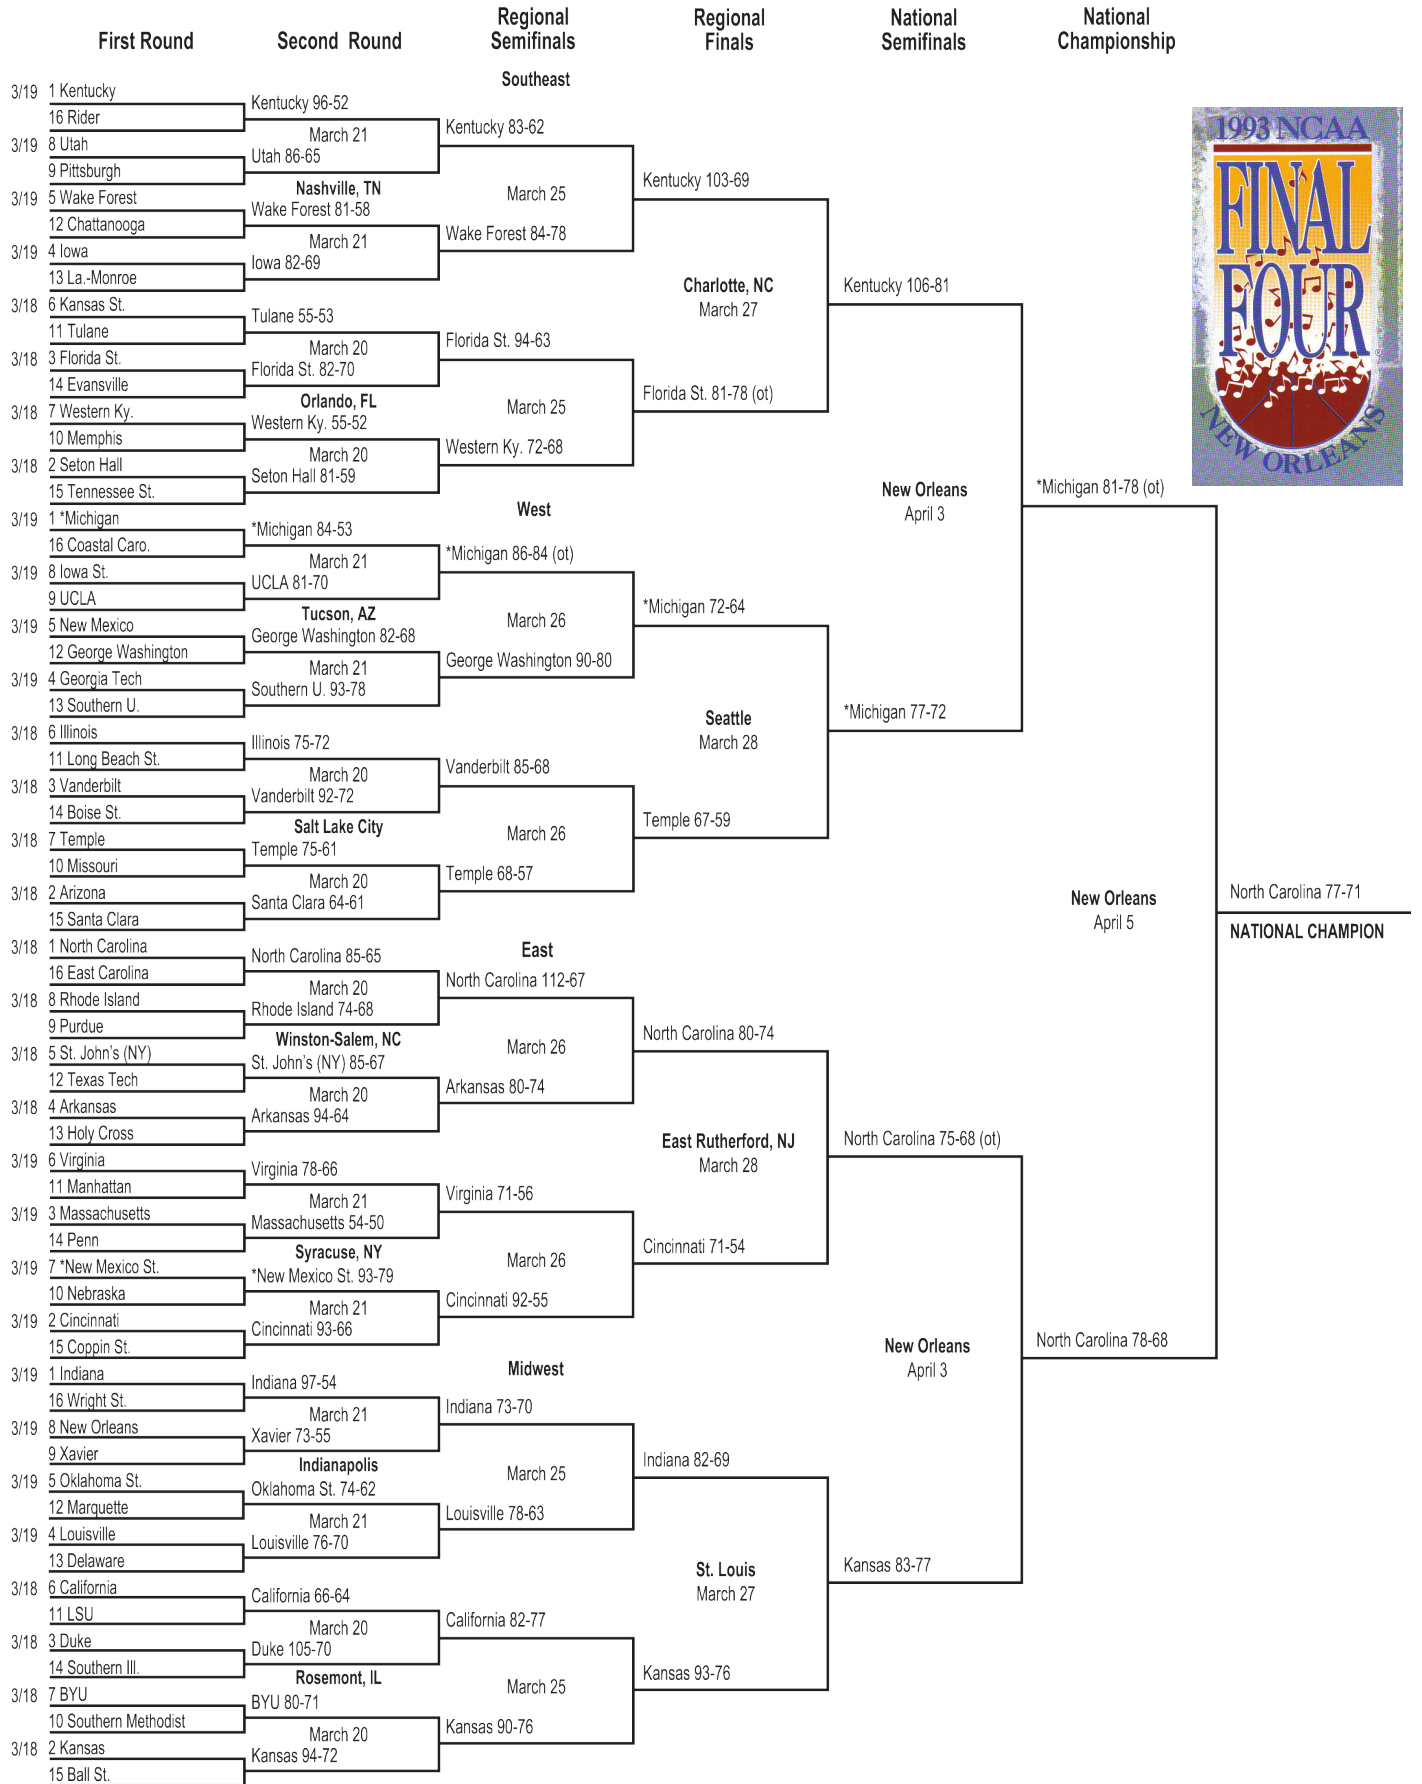 First Round
Second Round
Regional Semifinals
Regional Finals
National Semifinals
National Championship
Southeast
3/19 1 Kentucky
16 Rider
3/19 8 Utah
9 Pittsburgh
3/19 5 Wake Forest
12 Chattanooga
3/19 4 Iowa
13 La.-Monroe
3/18 6 Kansas St.
11 Tulane
3/18 3 Florida St.
14 Evansville
3/18 7 Western Ky.
10 Memphis
3/18 2 Seton Hall
15 Tennessee St.
Kentucky 96-52
March 21
Utah 86-65
Nashville, TN
Wake Forest 81-58
March 21
Iowa 82-69
Tulane 55-53
March 20
Florida St. 82-70
Orlando, FL
Western Ky. 55-52
March 20
Seton Hall 81-59
Kentucky 83-62
March 25
Wake Forest 84-78
Florida St. 94-63
March 25
Western Ky. 72-68
Kentucky 103-69
Charlotte, NC
March 27
Florida St. 81-78 (ot)
Kentucky 106-81
West
3/19 1 *Michigan
16 Coastal Caro.
3/19 8 Iowa St.
9 UCLA
3/19 5 New Mexico
12 George Washington
3/19 4 Georgia Tech
13 Southern U.
3/18 6 Illinois
11 Long Beach St.
3/18 3 Vanderbilt
14 Boise St.
3/18 7 Temple
10 Missouri
3/18 2 Arizona
15 Santa Clara
*Michigan 84-53
March 21
UCLA 81-70
Tucson, AZ
George Washington 82-68
March 21
Southern U. 93-78
Illinois 75-72
March 20
Vanderbilt 92-72
Salt Lake City
Temple 75-61
March 20
Santa Clara 64-61
*Michigan 86-84 (ot)
March 26
George Washington 90-80
Vanderbilt 85-68
March 26
Temple 68-57
*Michigan 72-64
Seattle
March 28
Temple 67-59
*Michigan 77-72
New Orleans
April 3
*Michigan 81-78 (ot)
East
3/18 1 North Carolina
16 East Carolina
3/18 8 Rhode Island
9 Purdue
3/18 5 St. John's (NY)
12 Texas Tech
3/18 4 Arkansas
13 Holy Cross
3/19 6 Virginia
11 Manhattan
3/19 3 Massachusetts
14 Penn
3/19 7 *New Mexico St.
10 Nebraska
3/19 2 Cincinnati
15 Coppin St.
North Carolina 85-65
March 20
Rhode Island 74-68
Winston-Salem, NC
St. John's (NY) 85-67
March 20
Arkansas 94-64
Virginia 78-66
March 21
Massachusetts 54-50
Syracuse, NY
*New Mexico St. 93-79
March 21
Cincinnati 93-66
North Carolina 112-67
March 26
Arkansas 80-74
Virginia 71-56
March 26
Cincinnati 92-55
North Carolina 80-74
East Rutherford, NJ
March 28
Cincinnati 71-54
North Carolina 75-68 (ot)
Midwest
3/19 1 Indiana
16 Wright St.
3/19 8 New Orleans
9 Xavier
3/19 5 Oklahoma St.
12 Marquette
3/19 4 Louisville
13 Delaware
3/18 6 California
11 LSU
3/18 3 Duke
14 Southern Ill.
3/18 7 BYU
10 Southern Methodist
3/18 2 Kansas
15 Ball St.
Indiana 97-54
March 21
Xavier 73-55
Indianapolis
Oklahoma St. 74-62
March 21
Louisville 76-70
California 66-64
March 20
Duke 105-70
Rosemont, IL
BYU 80-71
March 20
Kansas 94-72
Indiana 73-70
March 25
Louisville 78-63
California 82-77
March 25
Kansas 90-76
Indiana 82-69
St. Louis
March 27
Kansas 93-76
Kansas 83-77
New Orleans
April 3
North Carolina 78-68
New Orleans
April 5
North Carolina 77-71
NATIONAL CHAMPION
1993 NCAA
FINAL
FOUR
NEW ORLEANS